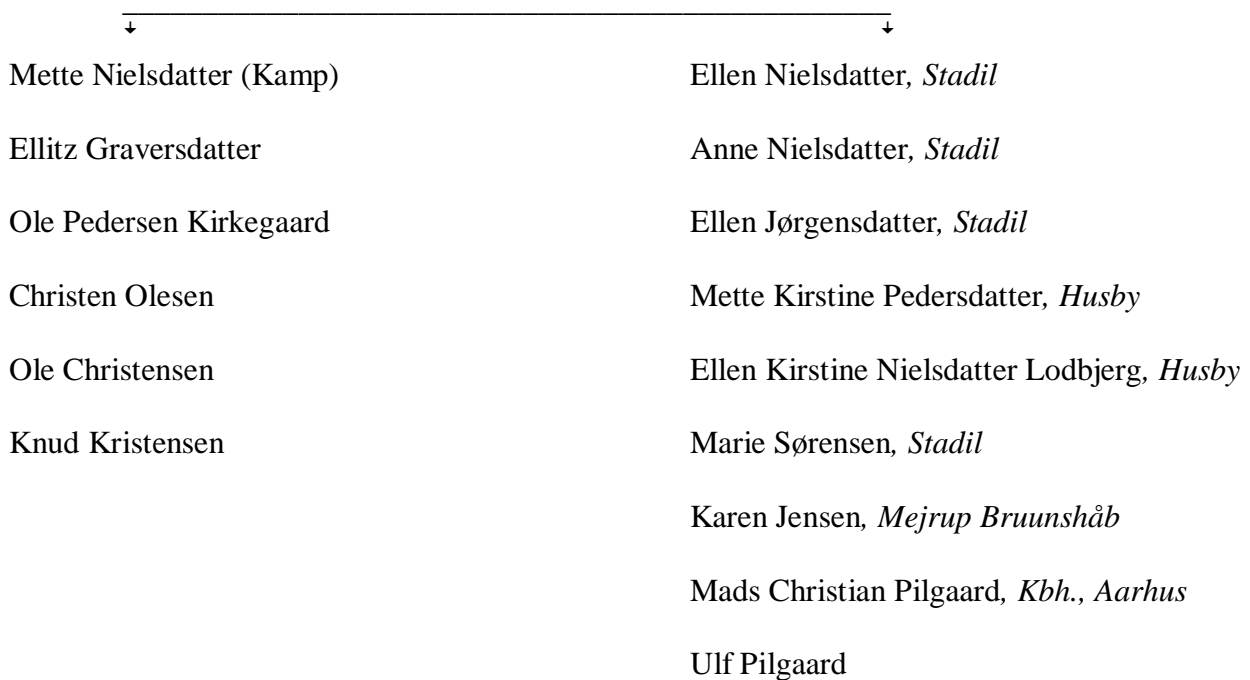 Mette Nielsdatter (Kamp) Ellen Nielsdatter, Stadil
Ellitz Graversdatter Anne Nielsdatter, Stadil
Ole Pedersen Kirkegaard Ellen Jørgensdatter, Stadil
Christen Olesen Mette Kirstine Pedersdatter, Husby
Ole Christensen Ellen Kirstine Nielsdatter Lodbjerg, Husby
Knud Kristensen Marie Sørensen, Stadil
Karen Jensen, Mejrup Bruunshåb
Mads Christian Pilgaard, Kbh., Aarhus
Ulf Pilgaard